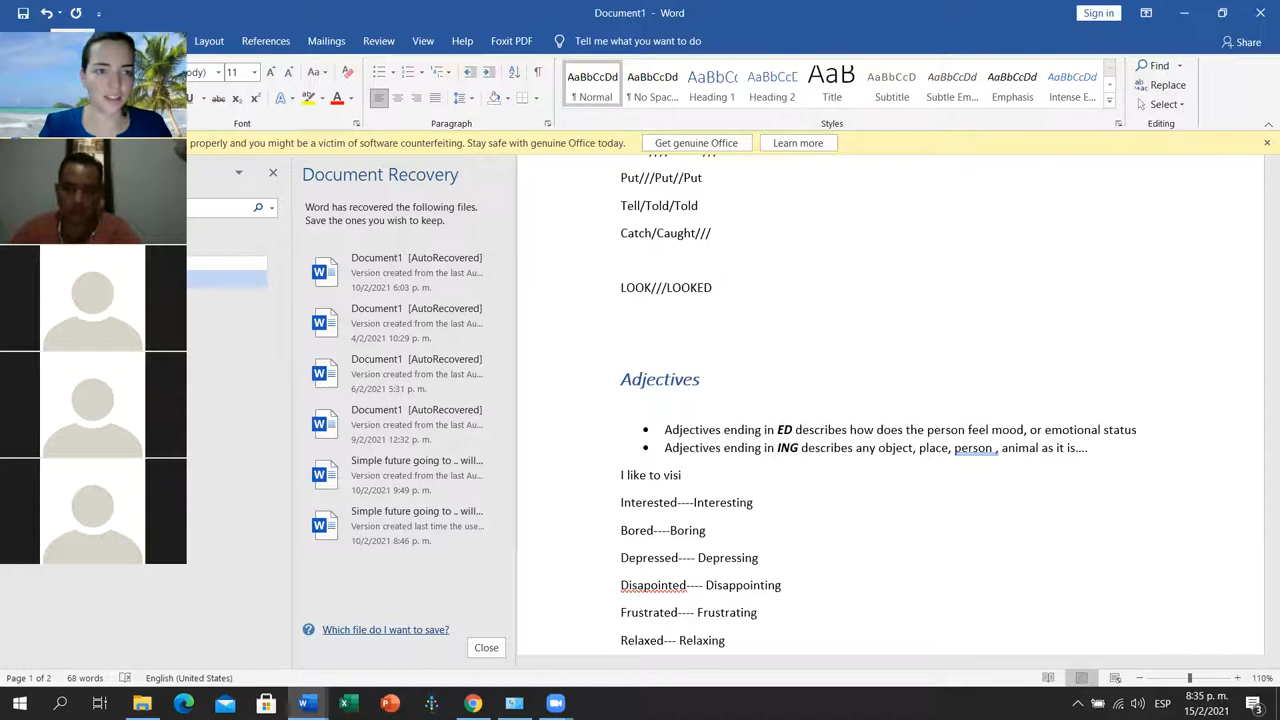 Document1 - Word
Sign in
Layout References Mailings Review View Help Foxit PDF Tell me what you want to do
Share
11
AaBbCcDd AaBbCcDd AaBbCc AaBbCcD AaB AaBbCcD AaBbCcDd AaBbCcDd AaBbCcDd
¶ Normal ¶ No Spac... Heading 1 Heading 2 Title Subtitle Subtle Em... Emphasis Intense E...
Find
Replace
Select
Font Paragraph Styles Editing
properly and you might be a victim of software counterfeiting. Stay safe with genuine Office today. Get genuine Office Learn more
Document Recovery
Word has recovered the following files.
Save the ones you wish to keep.
Document1 [AutoRecovered]
Version created from the last Au...
10/2/2021 6:03 p. m.
Document1 [AutoRecovered]
Version created from the last Au...
4/2/2021 10:29 p. m.
Document1 [AutoRecovered]
Version created from the last Au...
6/2/2021 5:31 p. m.
Document1 [AutoRecovered]
Version created from the last Au...
9/2/2021 12:32 p. m.
Simple future going to .. will...
Version created from the last Au...
10/2/2021 9:49 p. m.
Simple future going to .. will...
Version created last time the use...
10/2/2021 8:46 p. m.
Which file do I want to save?
Close
Put///Put//Put
Tell/Told/Told
Catch/Caught///
LOOK///LOOKED
Adjectives
• Adjectives ending in ED describes how does the person feel mood, or emotional status
• Adjectives ending in ING describes any object, place, person , animal as it is....
I like to visi
Interested----Interesting
Bored----Boring
Depressed---- Depressing
Disapointed---- Disappointing
Frustrated---- Frustrating
Relaxed--- Relaxing
Page 1 of 2 68 words English (United States) 110%
ESP
8:35 p. m.
15/2/2021
3